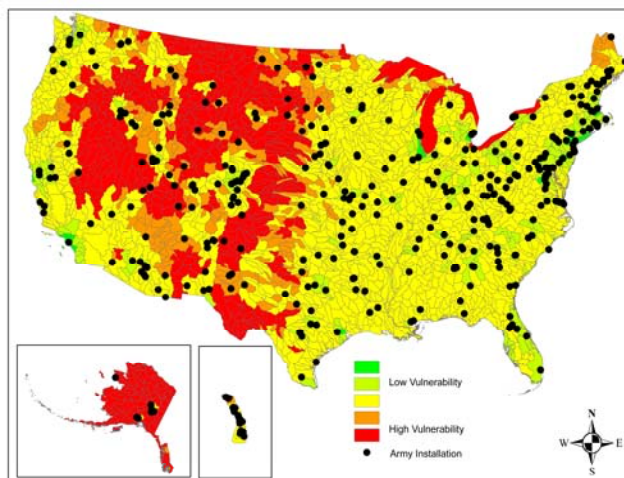 Low Vulnerability
High Vulnerability
Army Installation
N
W E
S